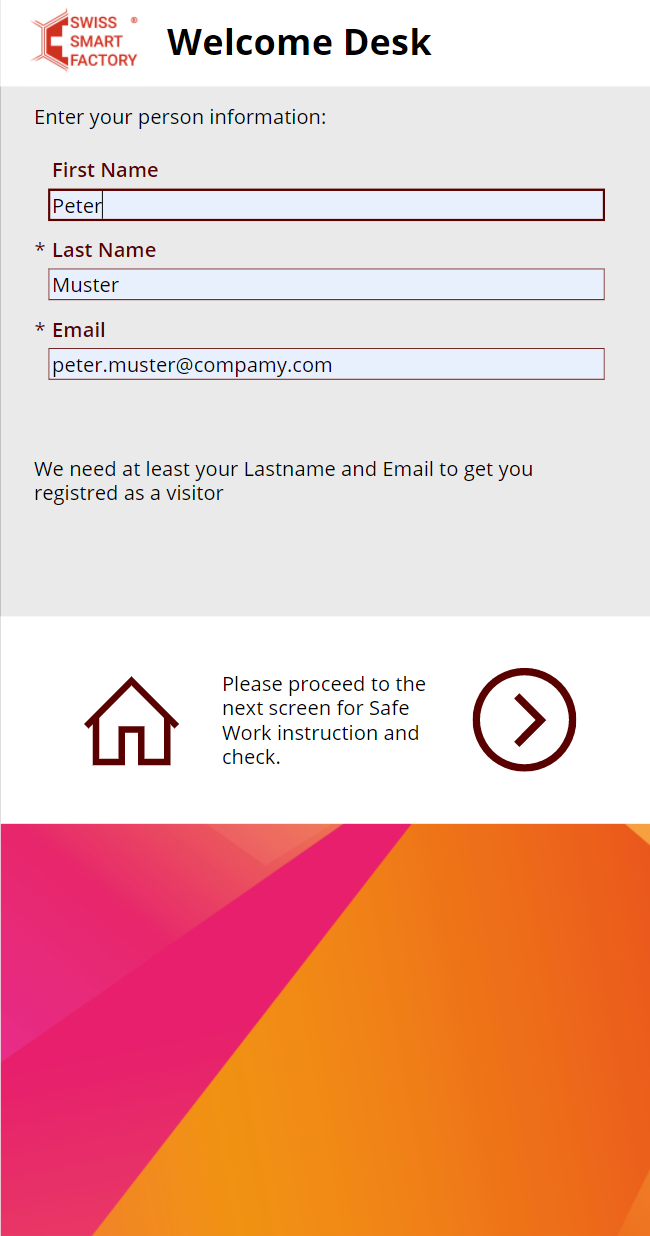 SWISS ®
SMART
FACTORY
Welcome Desk
Enter your person information:
First Name
Peter
* Last Name
Muster
* Email
peter.muster@compamy.com
We need at least your Lastname and Email to get you
registred as a visitor
Please proceed to the
next screen for Safe
Work instruction and
check.